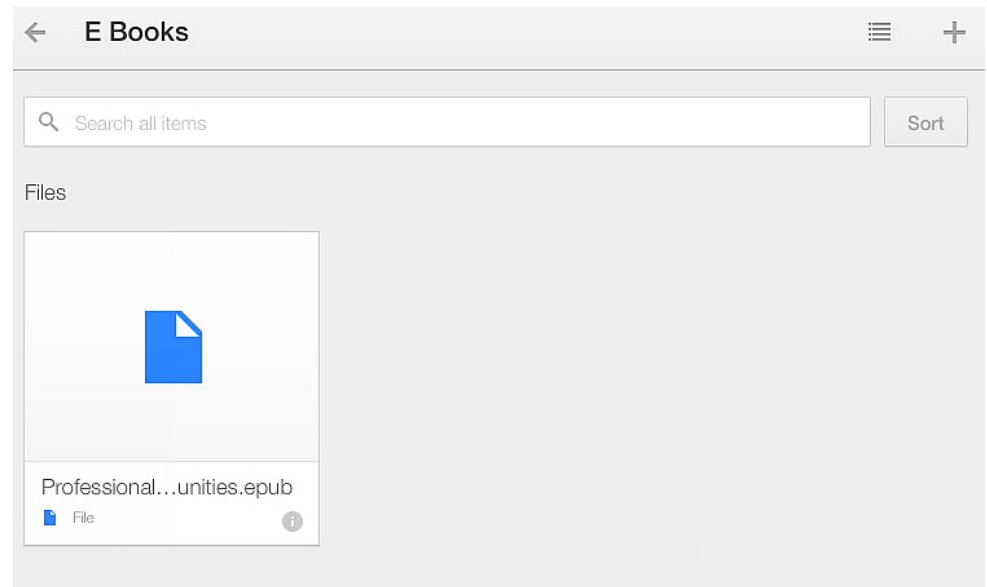 E Books
Search all items
Sort
Files
Professional...unities.epub
File